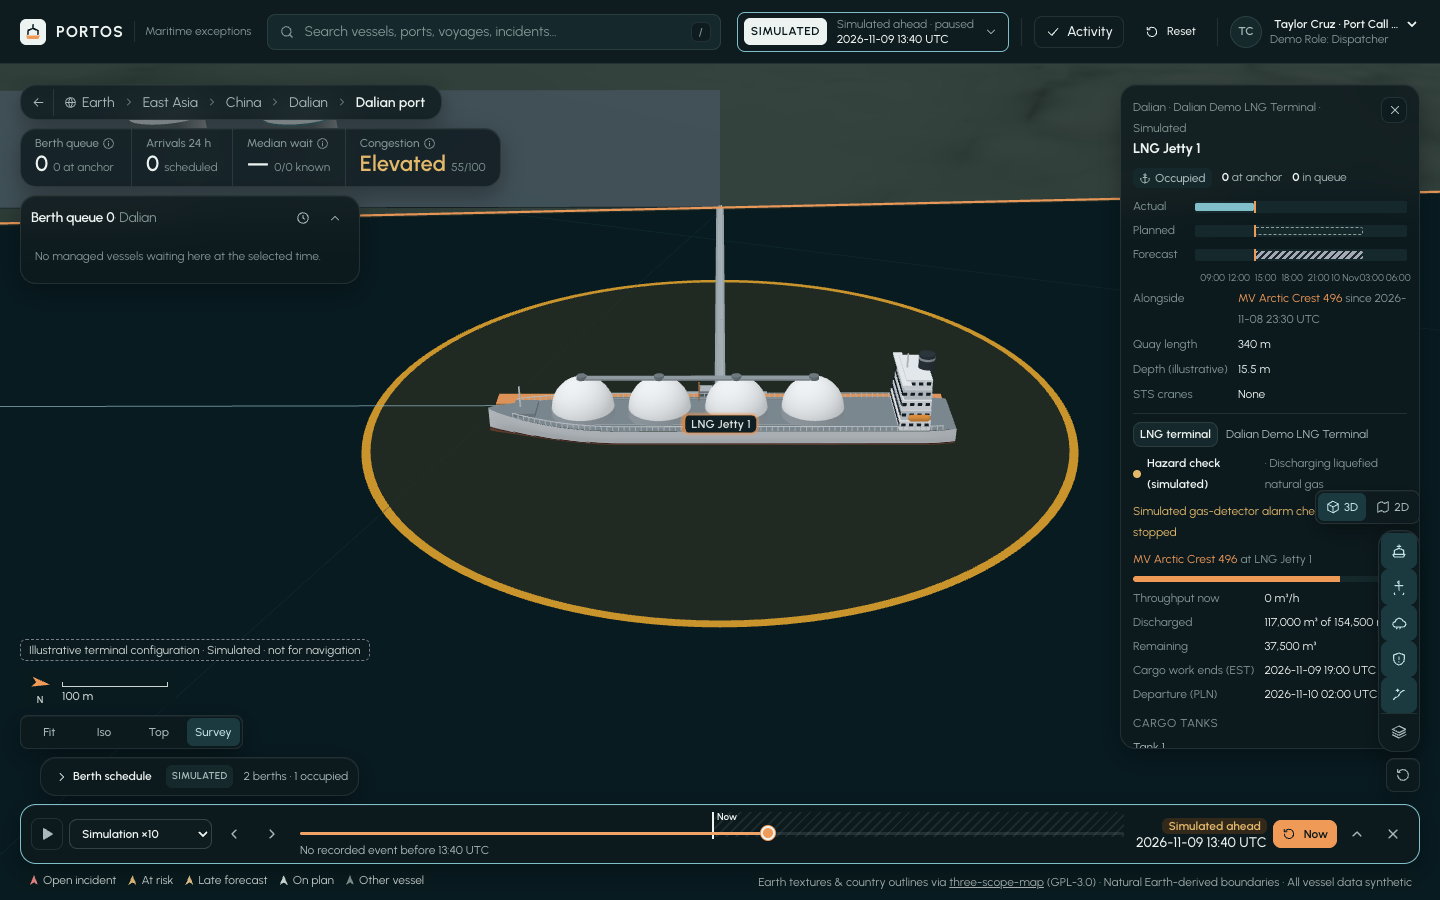 PORTOS Maritime exceptions
Search vessels, ports, voyages, incidents... /
SIMULATED Simulated ahead · paused
2026-11-09 13:40 UTC
Activity Reset
TC Taylor Cruz · Port Call ...
Demo Role: Dispatcher
Earth > East Asia > China > Dalian > Dalian port
Berth queue
0 0 at anchor
Arrivals 24 h
0 scheduled
Median wait
— 0/0 known
Congestion
Elevated 55/100
Berth queue 0 Dalian
No managed vessels waiting here at the selected time.
LNG Jetty 1
Dalian · Dalian Demo LNG Terminal ·
Simulated
LNG Jetty 1
Occupied 0 at anchor 0 in queue
Actual
Planned
Forecast
09:00 12:00 15:00 18:00 21:00 10 Nov 03:00 06:00
Alongside MV Arctic Crest 496 since 2026-
11-08 23:30 UTC
Quay length 340 m
Depth (illustrative) 15.5 m
STS cranes None
LNG terminal Dalian Demo LNG Terminal
Hazard check · Discharging liquefied
(simulated) natural gas
Simulated gas-detector alarm che
stopped
3D 2D
MV Arctic Crest 496 at LNG Jetty 1
Throughput now 0 m³/h
Discharged 117,000 m³ of 154,500
Remaining 37,500 m³
Cargo work ends (EST) 2026-11-09 19:00 UTC
Departure (PLN) 2026-11-10 02:00 UTC
CARGO TANKS
Tank 1
Illustrative terminal configuration · Simulated · not for navigation
N 100 m
Fit Iso Top Survey
Berth schedule SIMULATED 2 berths · 1 occupied
Simulation ×10
Now
No recorded event before 13:40 UTC
Simulated ahead
2026-11-09 13:40 UTC
Now
Open incident At risk Late forecast On plan Other vessel
Earth textures & country outlines via three-scope-map (GPL-3.0) · Natural Earth-derived boundaries · All vessel data synthetic